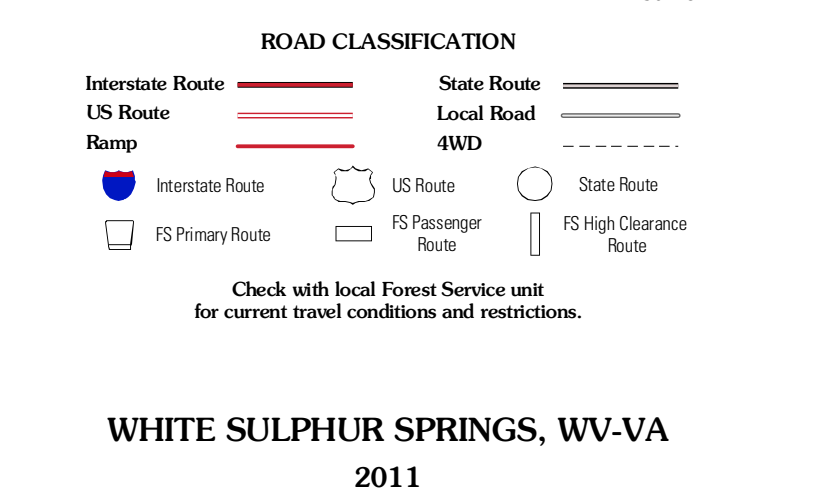 ROAD CLASSIFICATION
Interstate Route
State Route
US Route
Local Road
Ramp
4WD
Interstate Route
US Route
State Route
FS Primary Route
FS Passenger
Route
FS High Clearance
Route
Check with local Forest Service unit
for current travel conditions and restrictions.
WHITE SULPHUR SPRINGS, WV-VA
2011